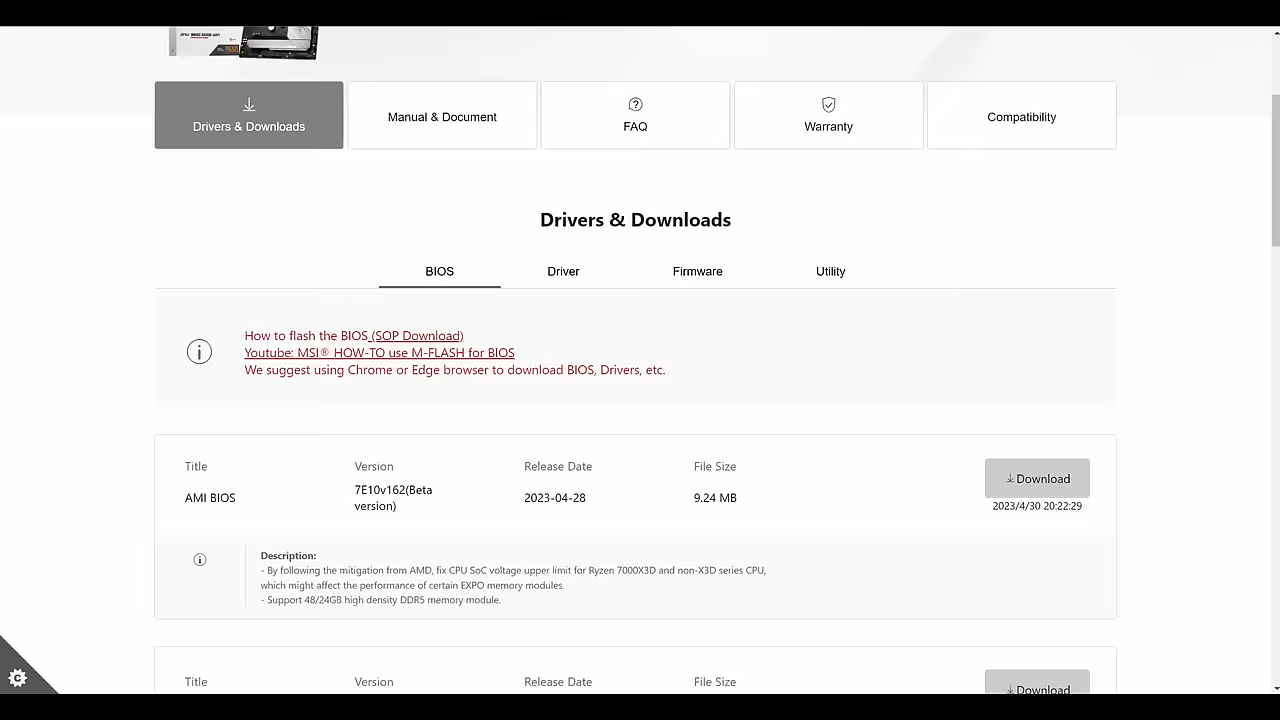 Drivers & Downloads
Manual & Document
FAQ
Warranty
Compatibility
Drivers & Downloads
BIOS
Driver
Firmware
Utility
How to flash the BIOS (SOP Download)
Youtube: MSI® HOW-TO use M-FLASH for BIOS
We suggest using Chrome or Edge browser to download BIOS, Drivers, etc.
Title
Version
Release Date
File Size
AMI BIOS
7E10v162(Beta
version)
2023-04-28
9.24 MB
Download
2023/4/30 20:22:29
Description:
- By following the mitigation from AMD, fix CPU SoC voltage upper limit for Ryzen 7000X3D and non-X3D series CPU,
which might affect the performance of certain EXPO memory modules.
- Support 48/24GB high density DDR5 memory module.
Title
Version
Release Date
File Size
Download